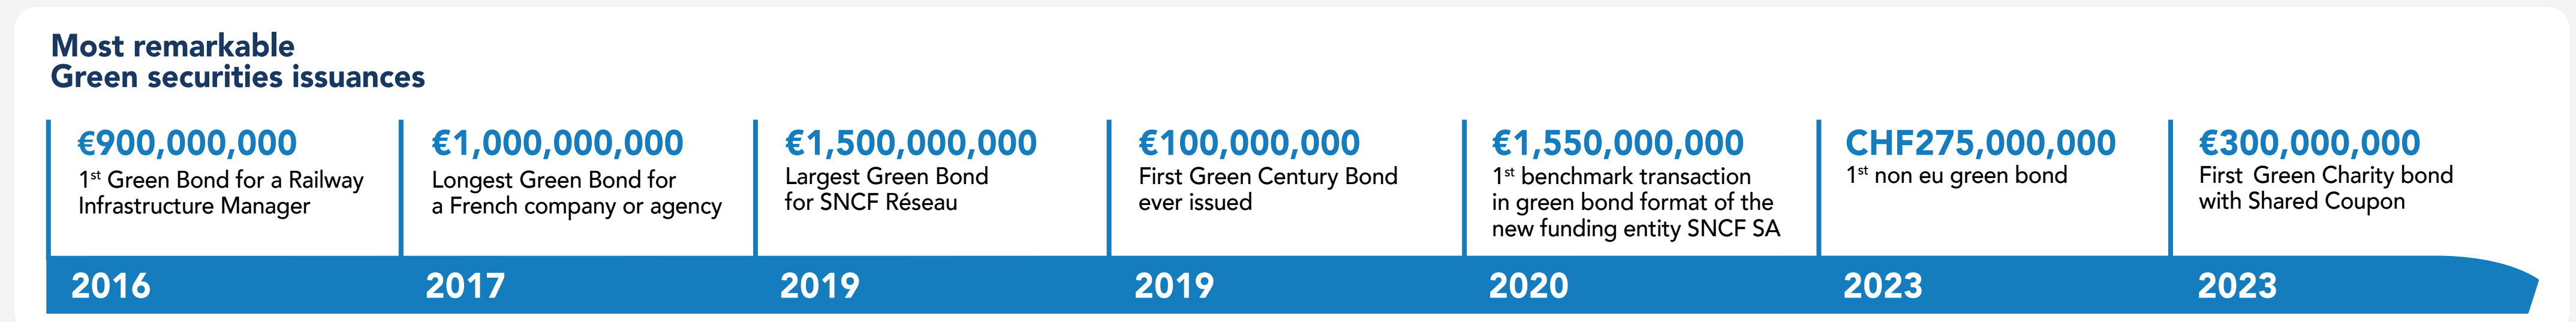 Most remarkable
Green securities issuances
€900,000,000
1st Green Bond for a Railway
Infrastructure Manager
2016
€1,000,000,000
Longest Green Bond for
a French company or agency
2017
€1,500,000,000
Largest Green Bond
for SNCF Réseau
2019
€100,000,000
First Green Century Bond
ever issued
2019
€1,550,000,000
1st benchmark transaction
in green bond format of the
new funding entity SNCF SA
2020
CHF275,000,000
1st non eu green bond
2023
€300,000,000
First Green Charity bond
with Shared Coupon
2023